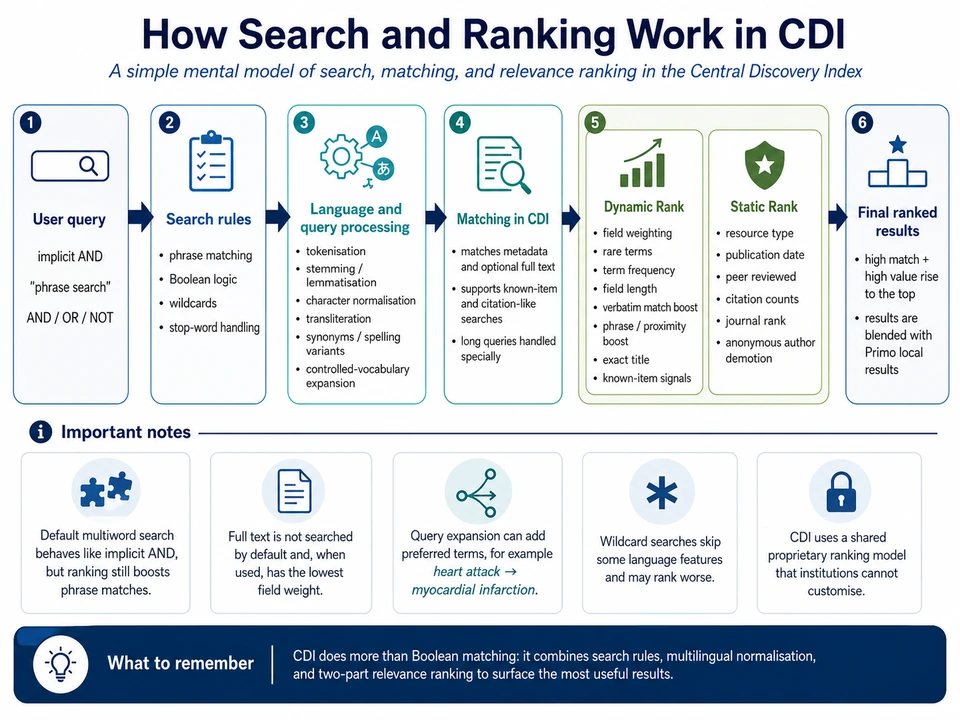 How Search and Ranking Work in CDI
A simple mental model of search, matching, and relevance ranking in the Central Discovery Index
1
User query
implicit AND
"phrase search"
AND / OR / NOT
2
Search rules
• phrase matching
• Boolean logic
• wildcards
• stop-word handling
3
A
あ
Language and
query processing
• tokenisation
• stemming /
lemmatisation
• character normalisation
• transliteration
• synonyms / spelling
variants
• controlled-vocabulary
expansion
4
Matching in CDI
• matches metadata
and optional full text
• supports known-item
and citation-like
searches
• long queries handled
specially
5
Dynamic Rank
• field weighting
• rare terms
• term frequency
• field length
• verbatim match boost
• phrase / proximity
boost
• exact title
• known-item signals
Static Rank
• resource type
• publication date
• peer reviewed
• citation counts
• journal rank
• anonymous author
demotion
6
Final ranked
results
• high match +
high value rise
to the top
• results are
blended with
Primo local
results
i
Important notes
Default multiword search
behaves like implicit AND,
but ranking still boosts
phrase matches.
Full text is not searched
by default and, when
used, has the lowest
field weight.
Query expansion can add
preferred terms, for example
heart attack →
myocardial infarction.
Wildcard searches skip
some language features
and may rank worse.
CDI uses a shared
proprietary ranking model
that institutions cannot
customise.
What to remember
CDI does more than Boolean matching: it combines search rules, multilingual normalisation,
and two-part relevance ranking to surface the most useful results.